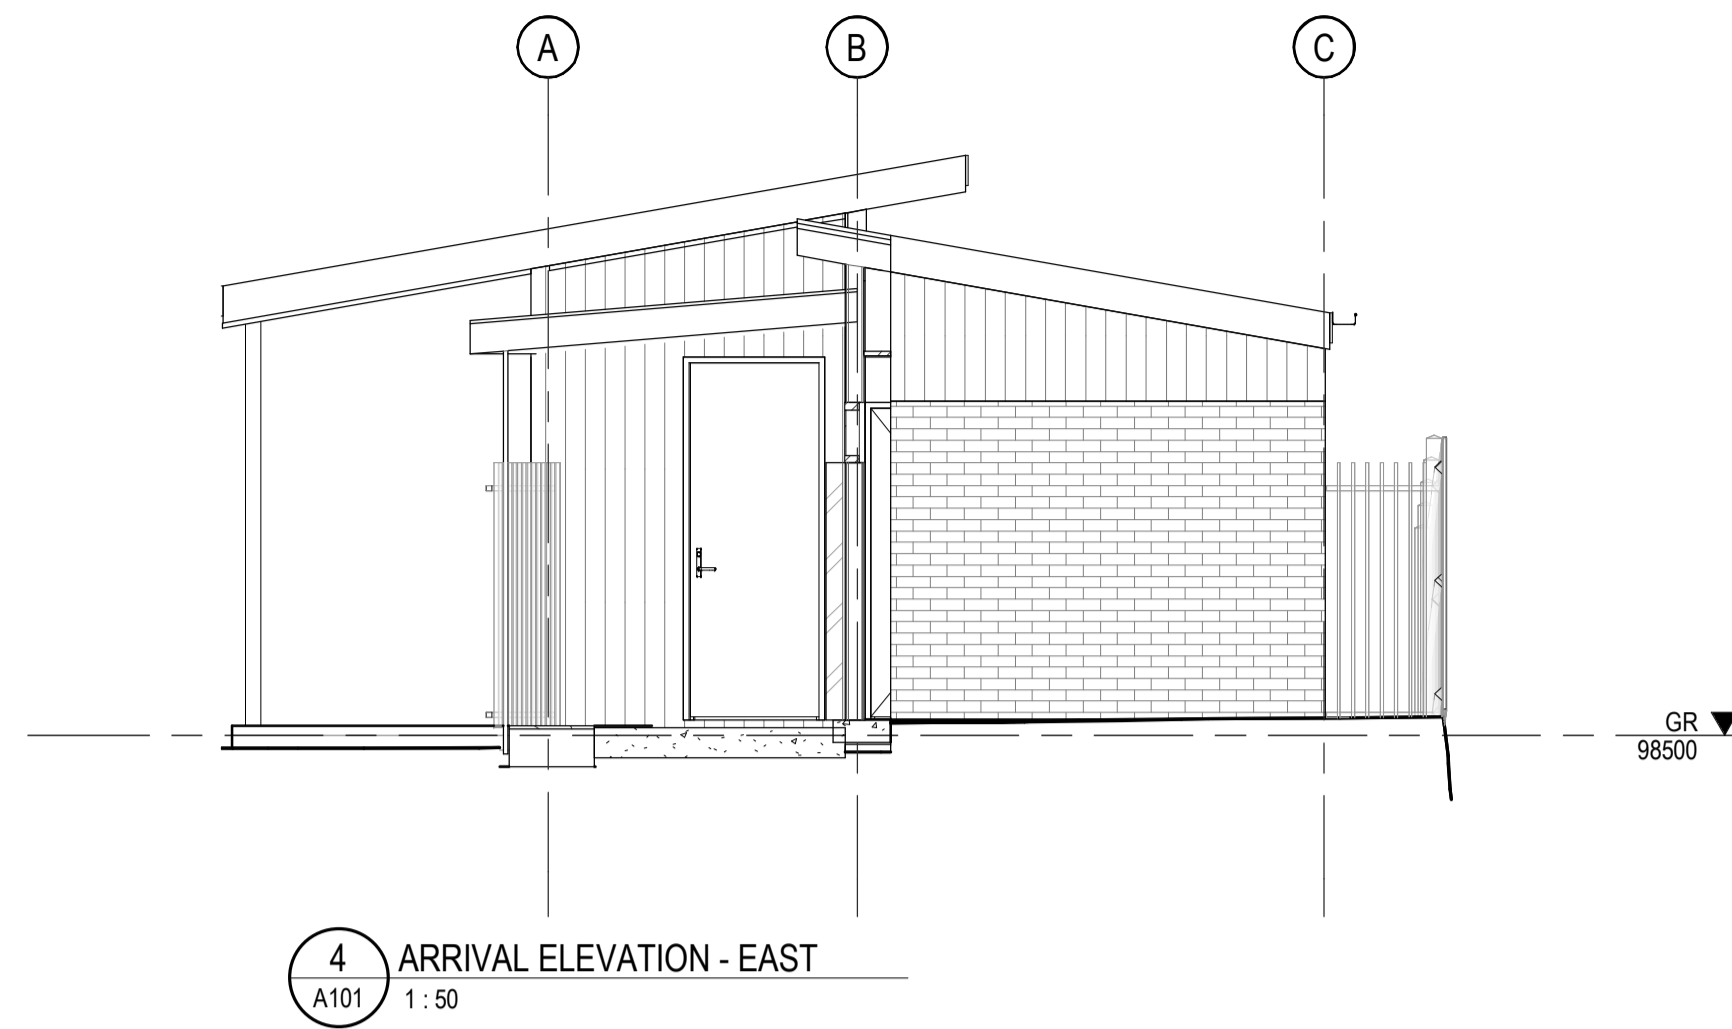 A B C
GR
98500
4 ARRIVAL ELEVATION - EAST
A101 1 : 50